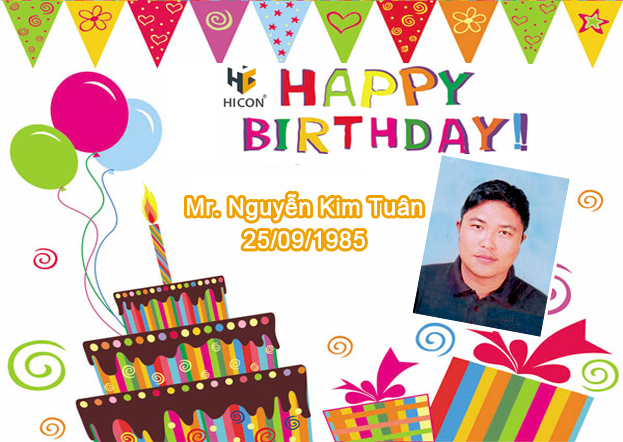 HICON®
HAPPY
BIRTHDAY!!
Mr. Nguyễn Kim Tuân
25/09/1985